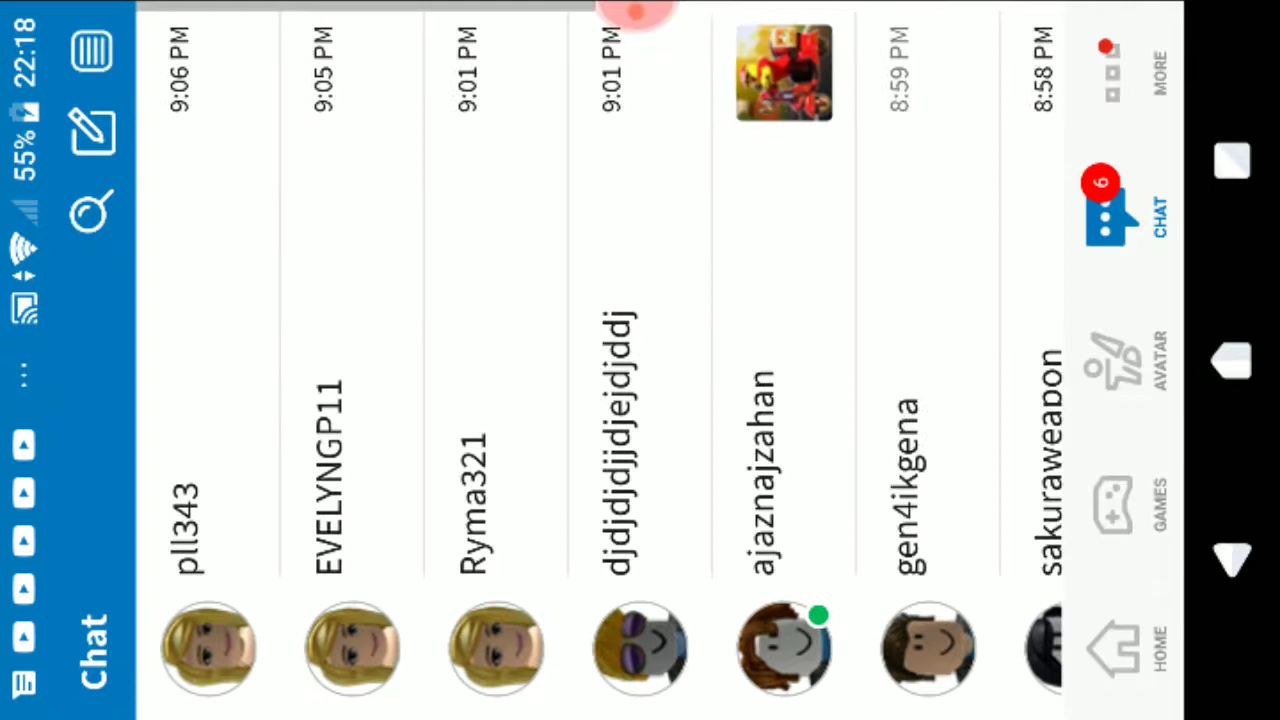 ... 55% 22:18
Chat
pll343 9:06 PM
EVELYNGP11 9:05 PM
Ryma321 9:01 PM
djdjdjdjjdjejdjddj 9:01 PM
ajaznajzahan
gen4ikgena 8:59 PM
sakuraweapon 8:58 PM
6
HOME GAMES AVATAR CHAT MORE